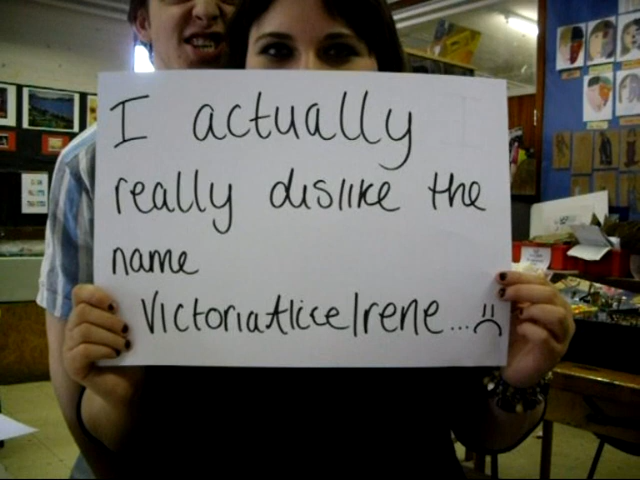 I actually
really dislike the
name
VictoriaAliceIrene... :(